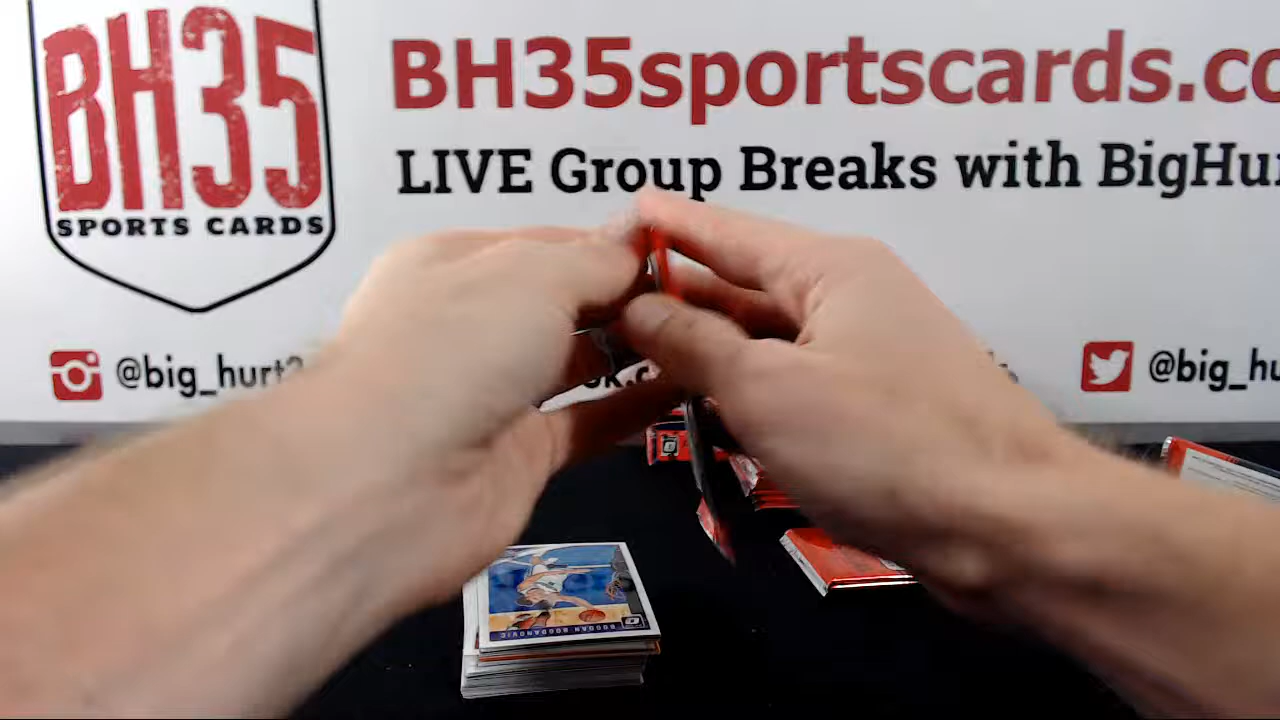 BH35
SPORTS CARDS
BH35sportscards.co
LIVE Group Breaks with BigHu
@big_hurt
@big_hu
BOGDAN BOGDANOVIC